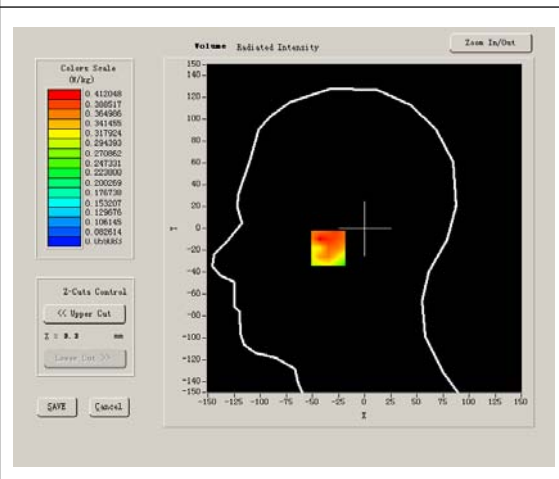 Volume Radiated Intensity
Zoom In/Out
Colors Scale
(W/kg)
0.412048
0.388517
0.364986
0.341455
0.317924
0.294393
0.270862
0.247331
0.223800
0.200269
0.176738
0.153207
0.129676
0.106145
0.082614
0.059083
Z-Cuts Control
<< Upper Cut
mm
Lower Cut >>
SAVE
Cancel
150
140
120
100
80
60
40
20
0
-20
-40
-60
-80
-100
-120
-140
-150
Y
-150 -125 -100 -75 -50 -25 0 25 50 75 100 125 150
X